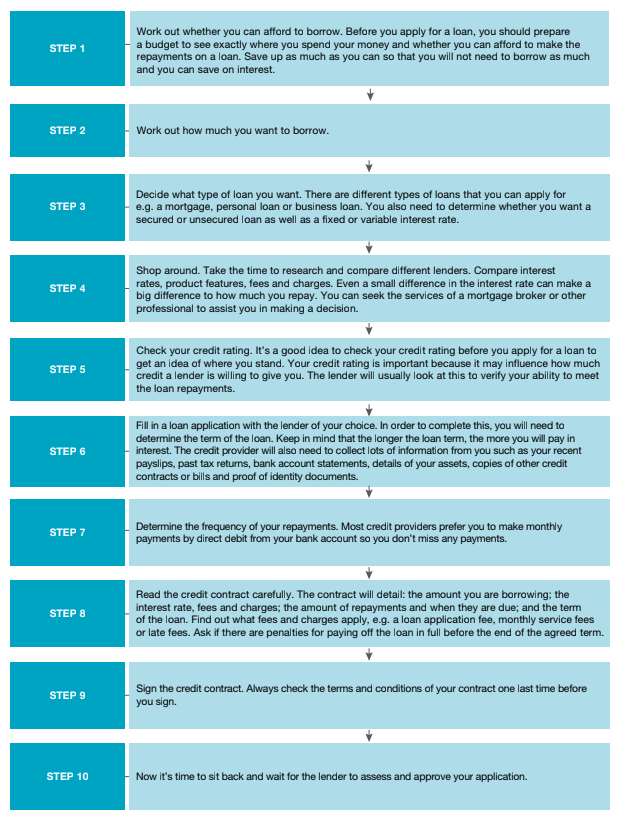 STEP 1
Work out whether you can afford to borrow. Before you apply for a loan, you should prepare
a budget to see exactly where you spend your money and whether you can afford to make the
repayments on a loan. Save up as much as you can so that you will not need to borrow as much
and you can save on interest.
STEP 2
Work out how much you want to borrow.
STEP 3
Decide what type of loan you want. There are different types of loans that you can apply for
e.g. a mortgage, personal loan or business loan. You also need to determine whether you want a
secured or unsecured loan as well as a fixed or variable interest rate.
STEP 4
Shop around. Take the time to research and compare different lenders. Compare interest
rates, product features, fees and charges. Even a small difference in the interest rate can make a
big difference to how much you repay. You can seek the services of a mortgage broker or other
professional to assist you in making a decision.
STEP 5
Check your credit rating. It's a good idea to check your credit rating before you apply for a loan to
get an idea of where you stand. Your credit rating is important because it may influence how much
credit a lender is willing to give you. The lender will usually look at this to verify your ability to meet
the loan repayments.
STEP 6
Fill in a loan application with the lender of your choice. In order to complete this, you will need to
determine the term of the loan. Keep in mind that the longer the loan term, the more you will pay in
interest. The credit provider will also need to collect lots of information from you such as your recent
payslips, past tax returns, bank account statements, details of your assets, copies of other credit
contracts or bills and proof of identity documents.
STEP 7
Determine the frequency of your repayments. Most credit providers prefer you to make monthly
payments by direct debit from your bank account so you don't miss any payments.
STEP 8
Read the credit contract carefully. The contract will detail: the amount you are borrowing; the
interest rate, fees and charges; the amount of repayments and when they are due; and the term
of the loan. Find out what fees and charges apply, e.g. a loan application fee, monthly service fees
or late fees. Ask if there are penalties for paying off the loan in full before the end of the agreed term.
STEP 9
Sign the credit contract. Always check the terms and conditions of your contract one last time before
you sign.
STEP 10
Now it's time to sit back and wait for the lender to assess and approve your application.